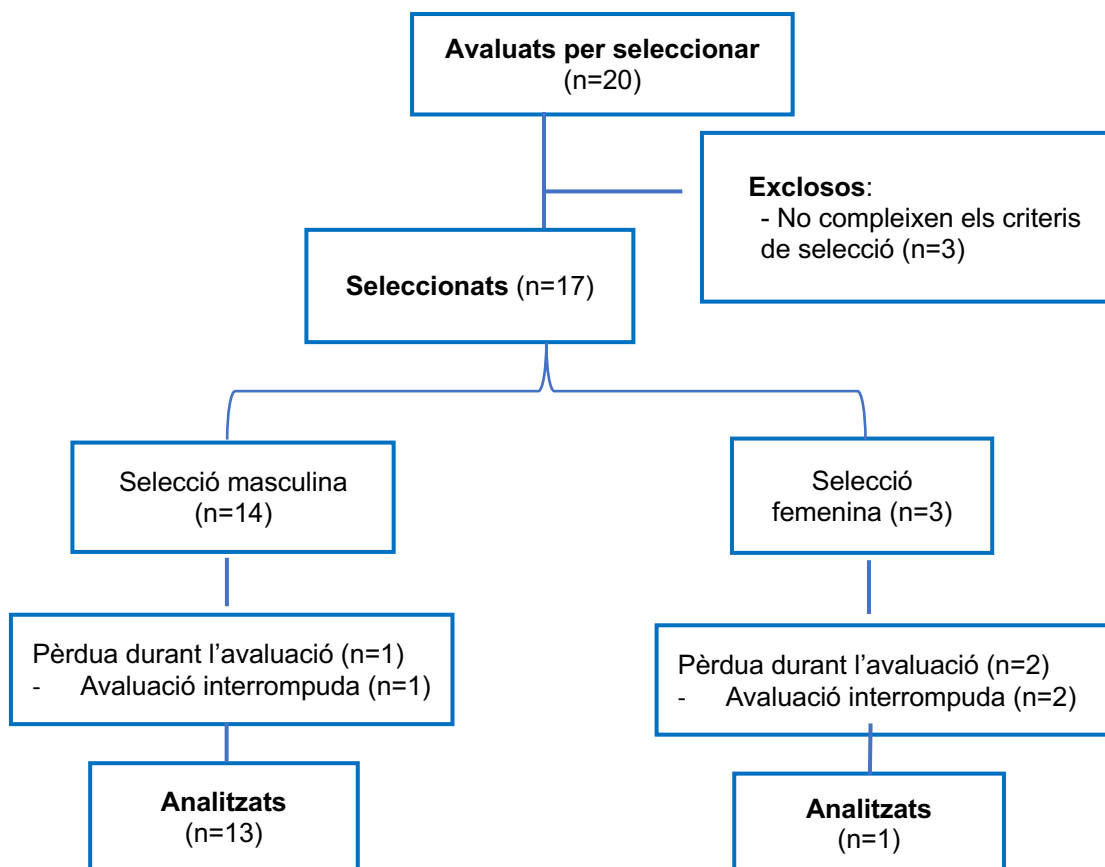 Avaluats per seleccionar
(n=20)
Exclosos:
- No compleixen els criteris
de selecció (n=3)
Seleccionats (n=17)
Selecció masculina
(n=14)
Selecció
femenina (n=3)
Pèrdua durant l’avaluació (n=1)
- Avaluació interrompuda (n=1)
Pèrdua durant l’avaluació (n=2)
- Avaluació interrompuda (n=2)
Analitzats
(n=13)
Analitzats
(n=1)